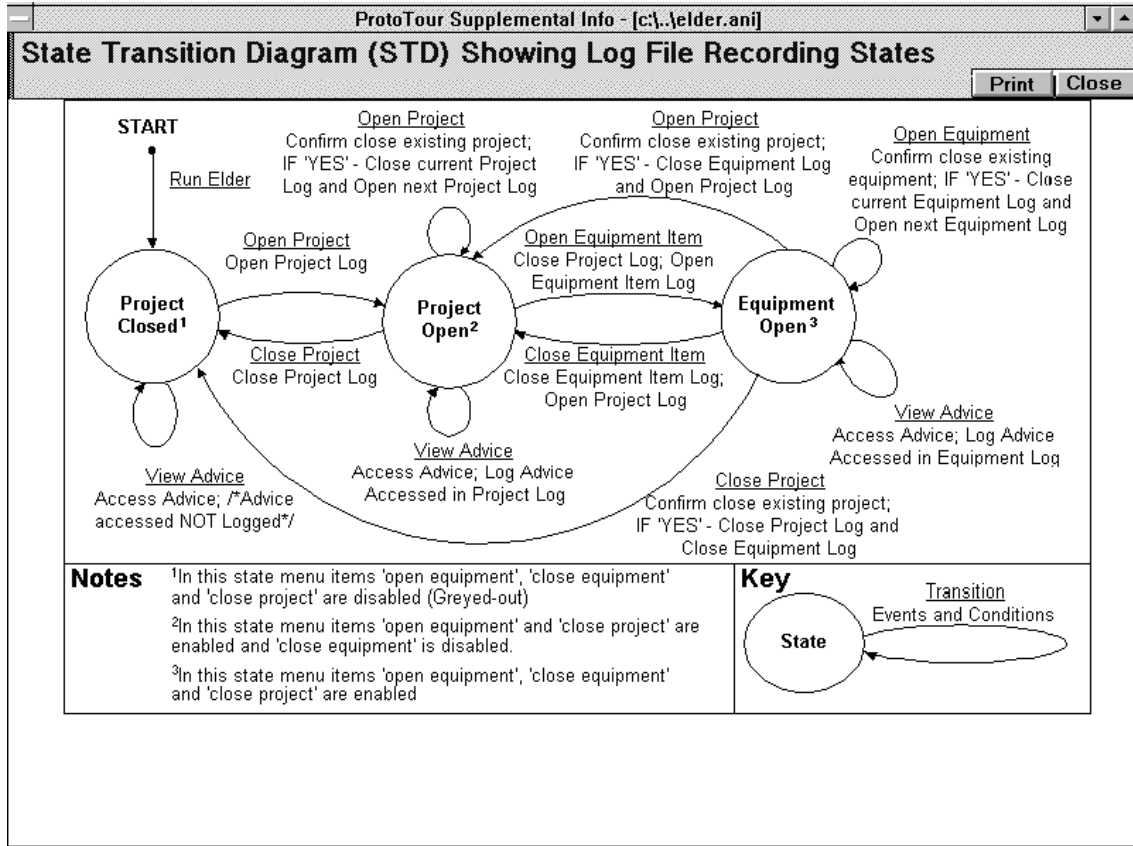 ProtoTour Supplemental Info - [c:\..\elder.ani]
State Transition Diagram (STD) Showing Log File Recording States
Print
Close
START
Run Elder
Open Project
Confirm close existing project;
IF 'YES' - Close current Project
Log and Open next Project Log
Open Project
Confirm close existing project;
IF 'YES' - Close Equipment Log
and Open Project Log
Open Equipment
Confirm close existing
equipment; IF 'YES' - Close
current Equipment Log and
Open next Equipment Log
Open Project
Open Project Log
Open Equipment Item
Close Project Log; Open
Equipment Item Log
Project
Closed¹
Project
Open²
Equipment
Open³
Close Project
Close Project Log
Close Equipment Item
Close Equipment Item Log;
Open Project Log
View Advice
Access Advice; /*Advice
accessed NOT Logged*/
View Advice
Access Advice; Log Advice
Accessed in Project Log
View Advice
Access Advice; Log Advice
Accessed in Equipment Log
Close Project
Confirm close existing project;
IF 'YES' - Close Project Log and
Close Equipment Log
Notes
¹In this state menu items 'open equipment', 'close equipment'
and 'close project' are disabled (Greyed-out)
²In this state menu items 'open equipment' and 'close project' are
enabled and 'close equipment' is disabled.
³In this state menu items 'open equipment', 'close equipment'
and 'close project' are enabled
Key
State
Transition
Events and Conditions